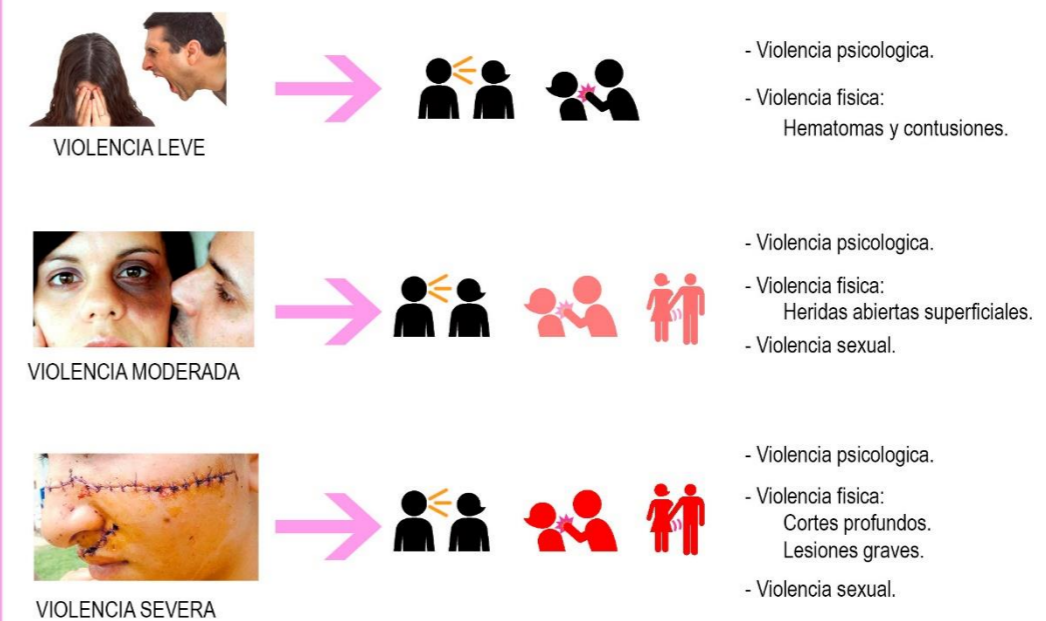 VIOLENCIA LEVE
- Violencia psicologica.
- Violencia fisica:
Hematomas y contusiones.
VIOLENCIA MODERADA
- Violencia psicologica.
- Violencia fisica:
Heridas abiertas superficiales.
- Violencia sexual.
VIOLENCIA SEVERA
- Violencia psicologica.
- Violencia fisica:
Cortes profundos.
Lesiones graves.
- Violencia sexual.